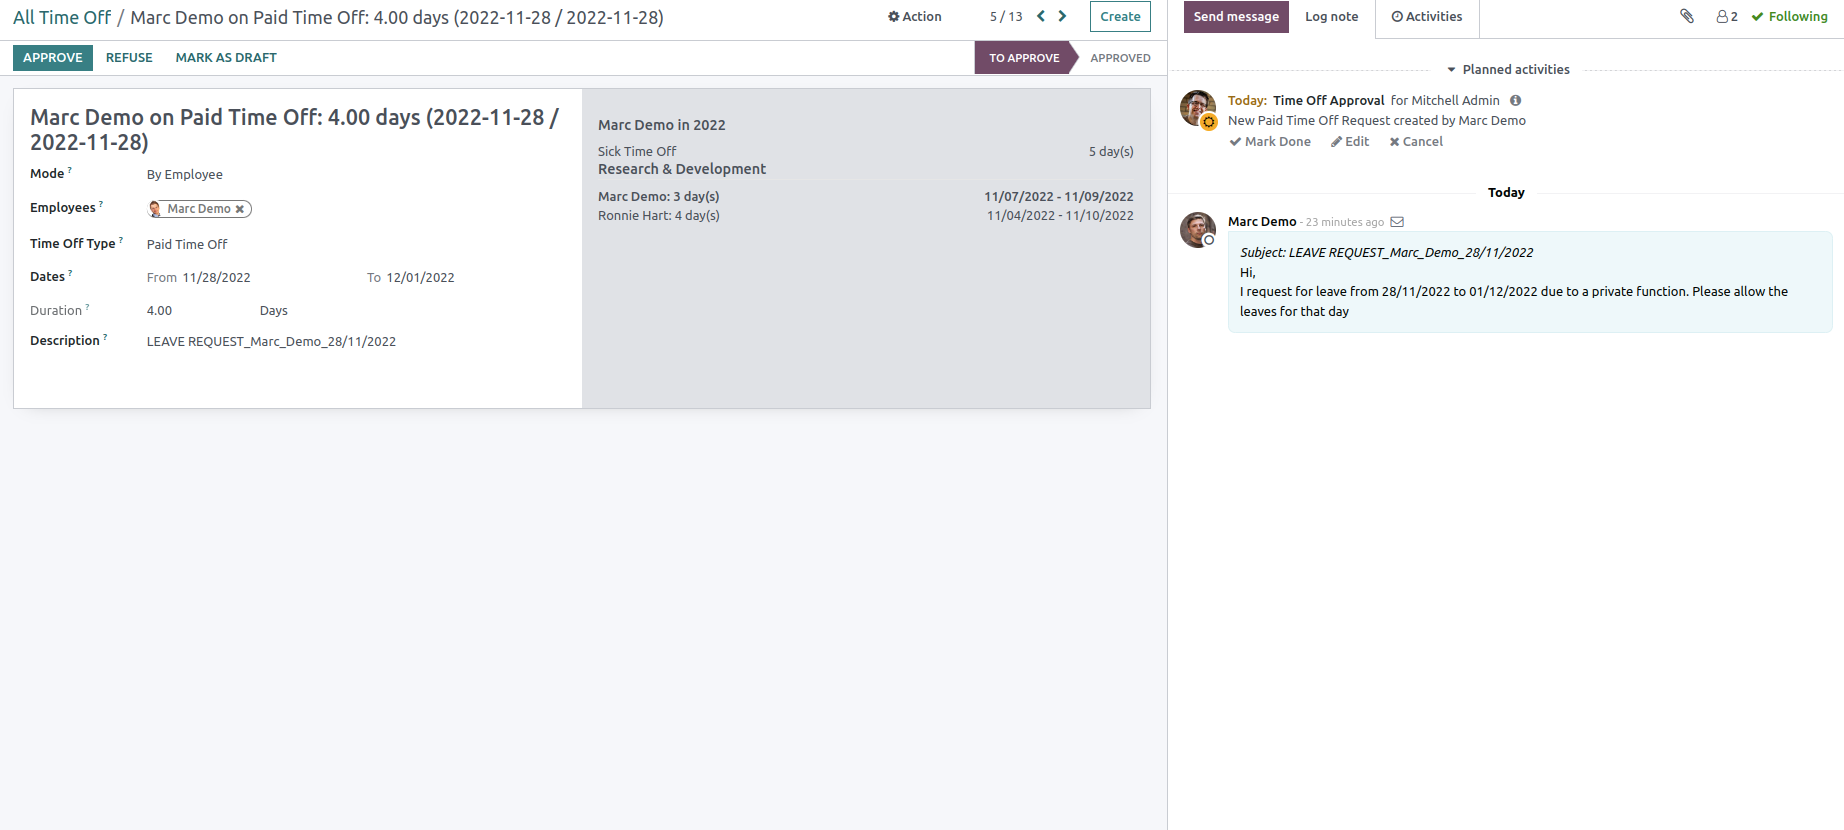 All Time Off / Marc Demo on Paid Time Off: 4.00 days (2022-11-28 / 2022-11-28)
Action
5 / 13
Create
APPROVE REFUSE MARK AS DRAFT
TO APPROVE APPROVED
Marc Demo on Paid Time Off: 4.00 days (2022-11-28 /
2022-11-28)
Mode ? By Employee
Employees ? Marc Demo
Time Off Type ? Paid Time Off
Dates ? From 11/28/2022 To 12/01/2022
Duration ? 4.00 Days
Description ? LEAVE REQUEST_Marc_Demo_28/11/2022
Marc Demo in 2022
Sick Time Off 5 day(s)
Research & Development
Marc Demo: 3 day(s) 11/07/2022 - 11/09/2022
Ronnie Hart: 4 day(s) 11/04/2022 - 11/10/2022
Send message Log note Activities
2 Following
Planned activities
Today: Time Off Approval for Mitchell Admin
New Paid Time Off Request created by Marc Demo
Mark Done Edit Cancel
Today
Marc Demo - 23 minutes ago
Subject: LEAVE REQUEST_Marc_Demo_28/11/2022
Hi,
I request for leave from 28/11/2022 to 01/12/2022 due to a private function. Please allow the
leaves for that day